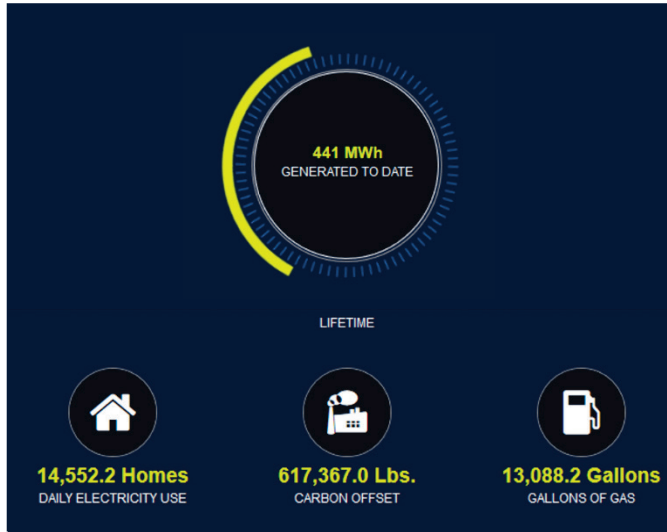 441 MWh
GENERATED TO DATE
LIFETIME
14,552.2 Homes
DAILY ELECTRICITY USE
617,367.0 Lbs.
CARBON OFFSET
13,088.2 Gallons
GALLONS OF GAS